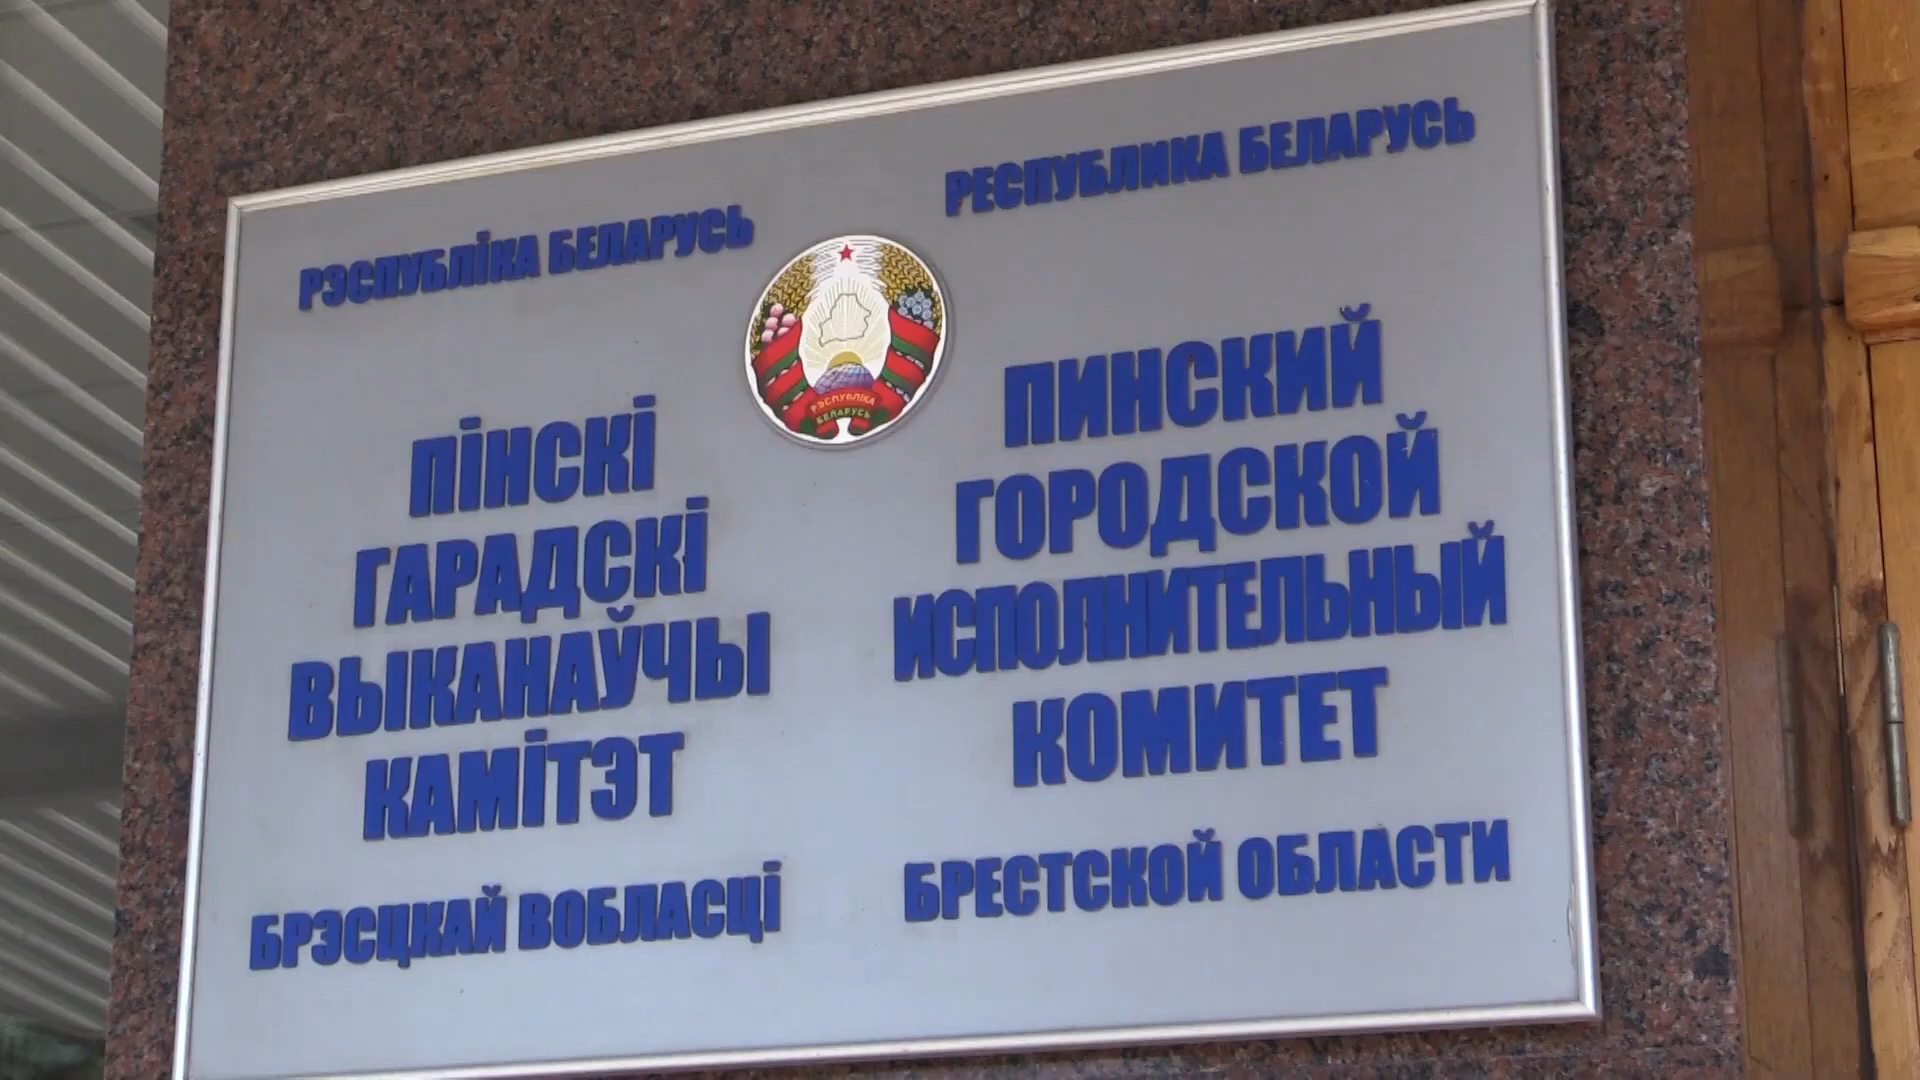 РЭСПУБЛІКА БЕЛАРУСЬ
ПІНСКІ
ГАРАДСКІ
ВЫКАНАЎЧЫ
КАМІТЭТ
БРЭСЦКАЙ ВОБЛАСЦІ
РЭСПУБЛІКА
БЕЛАРУСЬ
РЕСПУБЛИКА БЕЛАРУСЬ
ПИНСКИЙ
ГОРОДСКОЙ
ИСПОЛНИТЕЛЬНЫЙ
КОМИТЕТ
БРЕСТСКОЙ ОБЛАСТИ